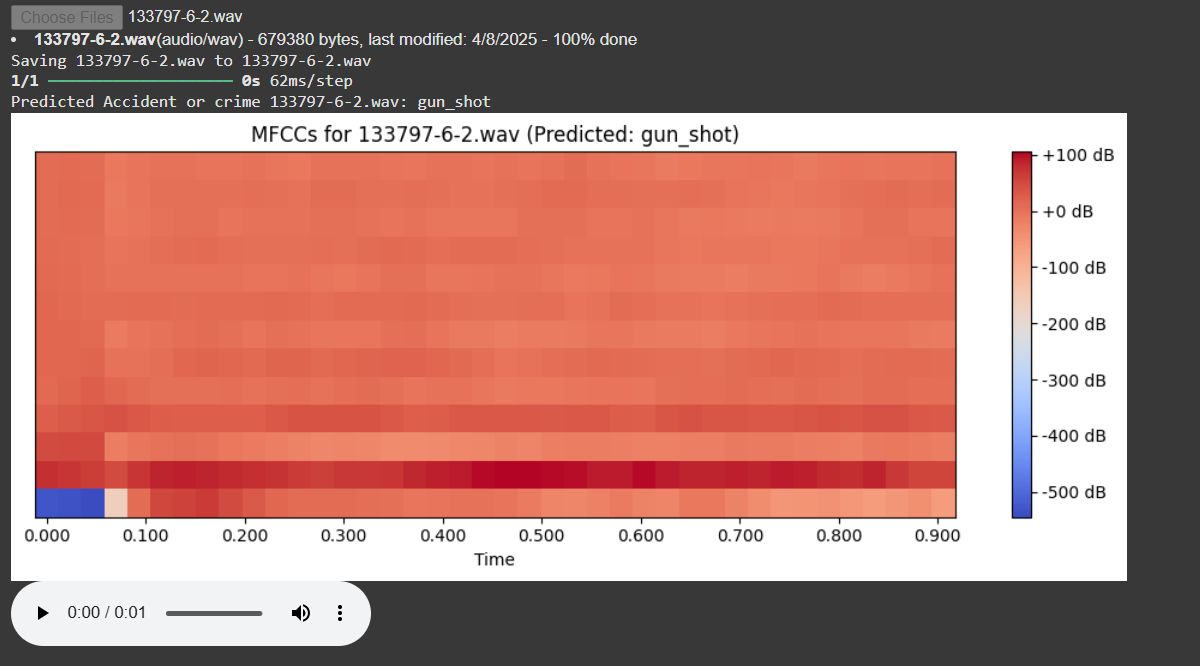 Choose Files 133797-6-2.wav
• 133797-6-2.wav(audio/wav) - 679380 bytes, last modified: 4/8/2025 - 100% done
Saving 133797-6-2.wav to 133797-6-2.wav
1/1 ━━━━━━━━━━━━━━━━━━━━ 0s 62ms/step
Predicted Accident or crime 133797-6-2.wav: gun_shot
MFCCs for 133797-6-2.wav (Predicted: gun_shot)
+100 dB
+0 dB
-100 dB
-200 dB
-300 dB
-400 dB
-500 dB
0.000 0.100 0.200 0.300 0.400 0.500 0.600 0.700 0.800 0.900
Time
0:00 / 0:01